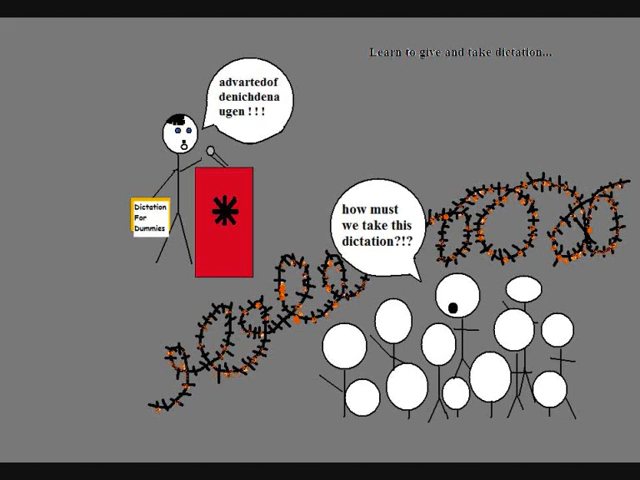 Learn to give and take dictation...
advartedof
denichdena
ugen ! ! !
Dictation
For
Dummies
how must
we take this
dictation?!?